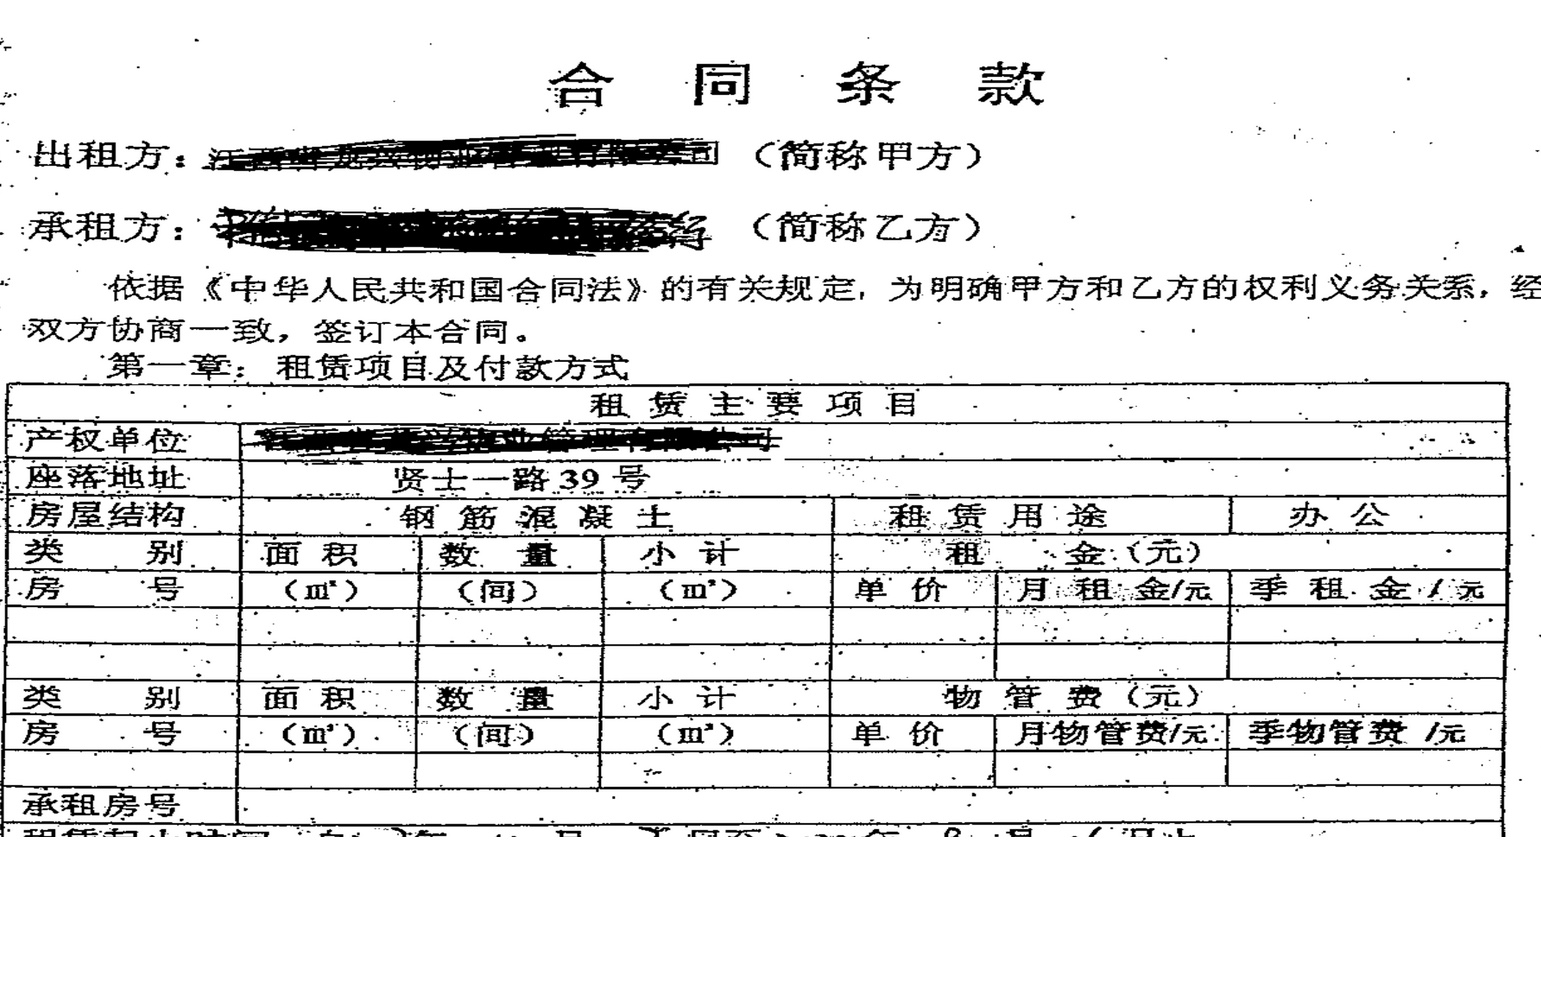 合同条款
出租方：（简称甲方）
承租方：（简称乙方）
依据《中华人民共和国合同法》的有关规定，为明确甲方和乙方的权利义务关系，经
双方协商一致，签订本合同。
第一章：租赁项目及付款方式
租赁主要项目
产权单位
座落地址 贤士一路39号
房屋结构 钢筋混凝土 租赁用途 办公
类别 面积 数量 小计 租金（元）
房号 （㎡） （间） （㎡） 单价 月租金/元 季租金/元
类别 面积 数量 小计 物管费（元）
房号 （㎡） （间） （㎡） 单价 月物管费/元 季物管费/元
承租房号